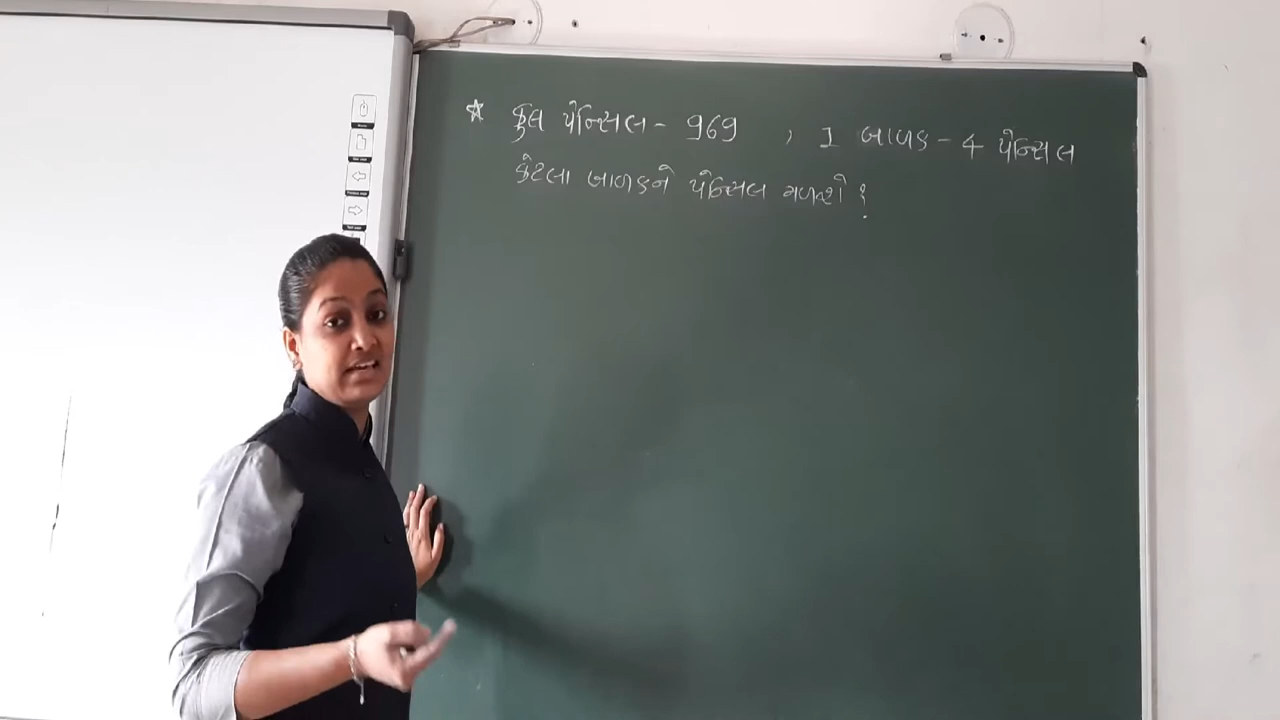 ☆ કુલ પેન્સિલ - 969 , 1 બાળક - 4 પેન્સિલ
કેટલા બાળકને પેન્સિલ મળશે ?